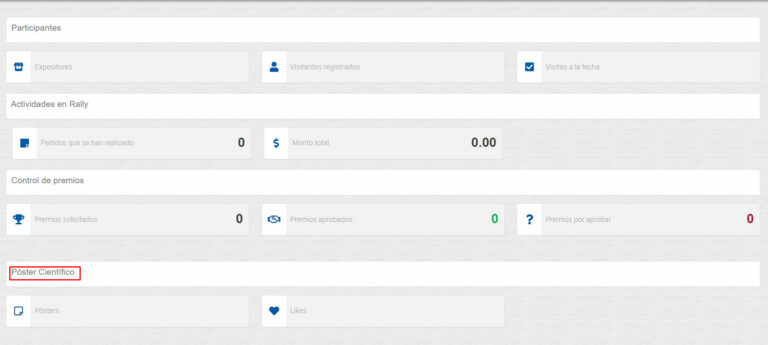 Participantes
Expositores
Visitantes registrados
Visitas a la fecha
Actividades en Rally
Pedidos que se han realizado 0
$ Monto total 0.00
Control de premios
Premios solicitados 0
Premios aprobados 0
? Premios por aprobar 0
Póster Científico
Pósters
Likes